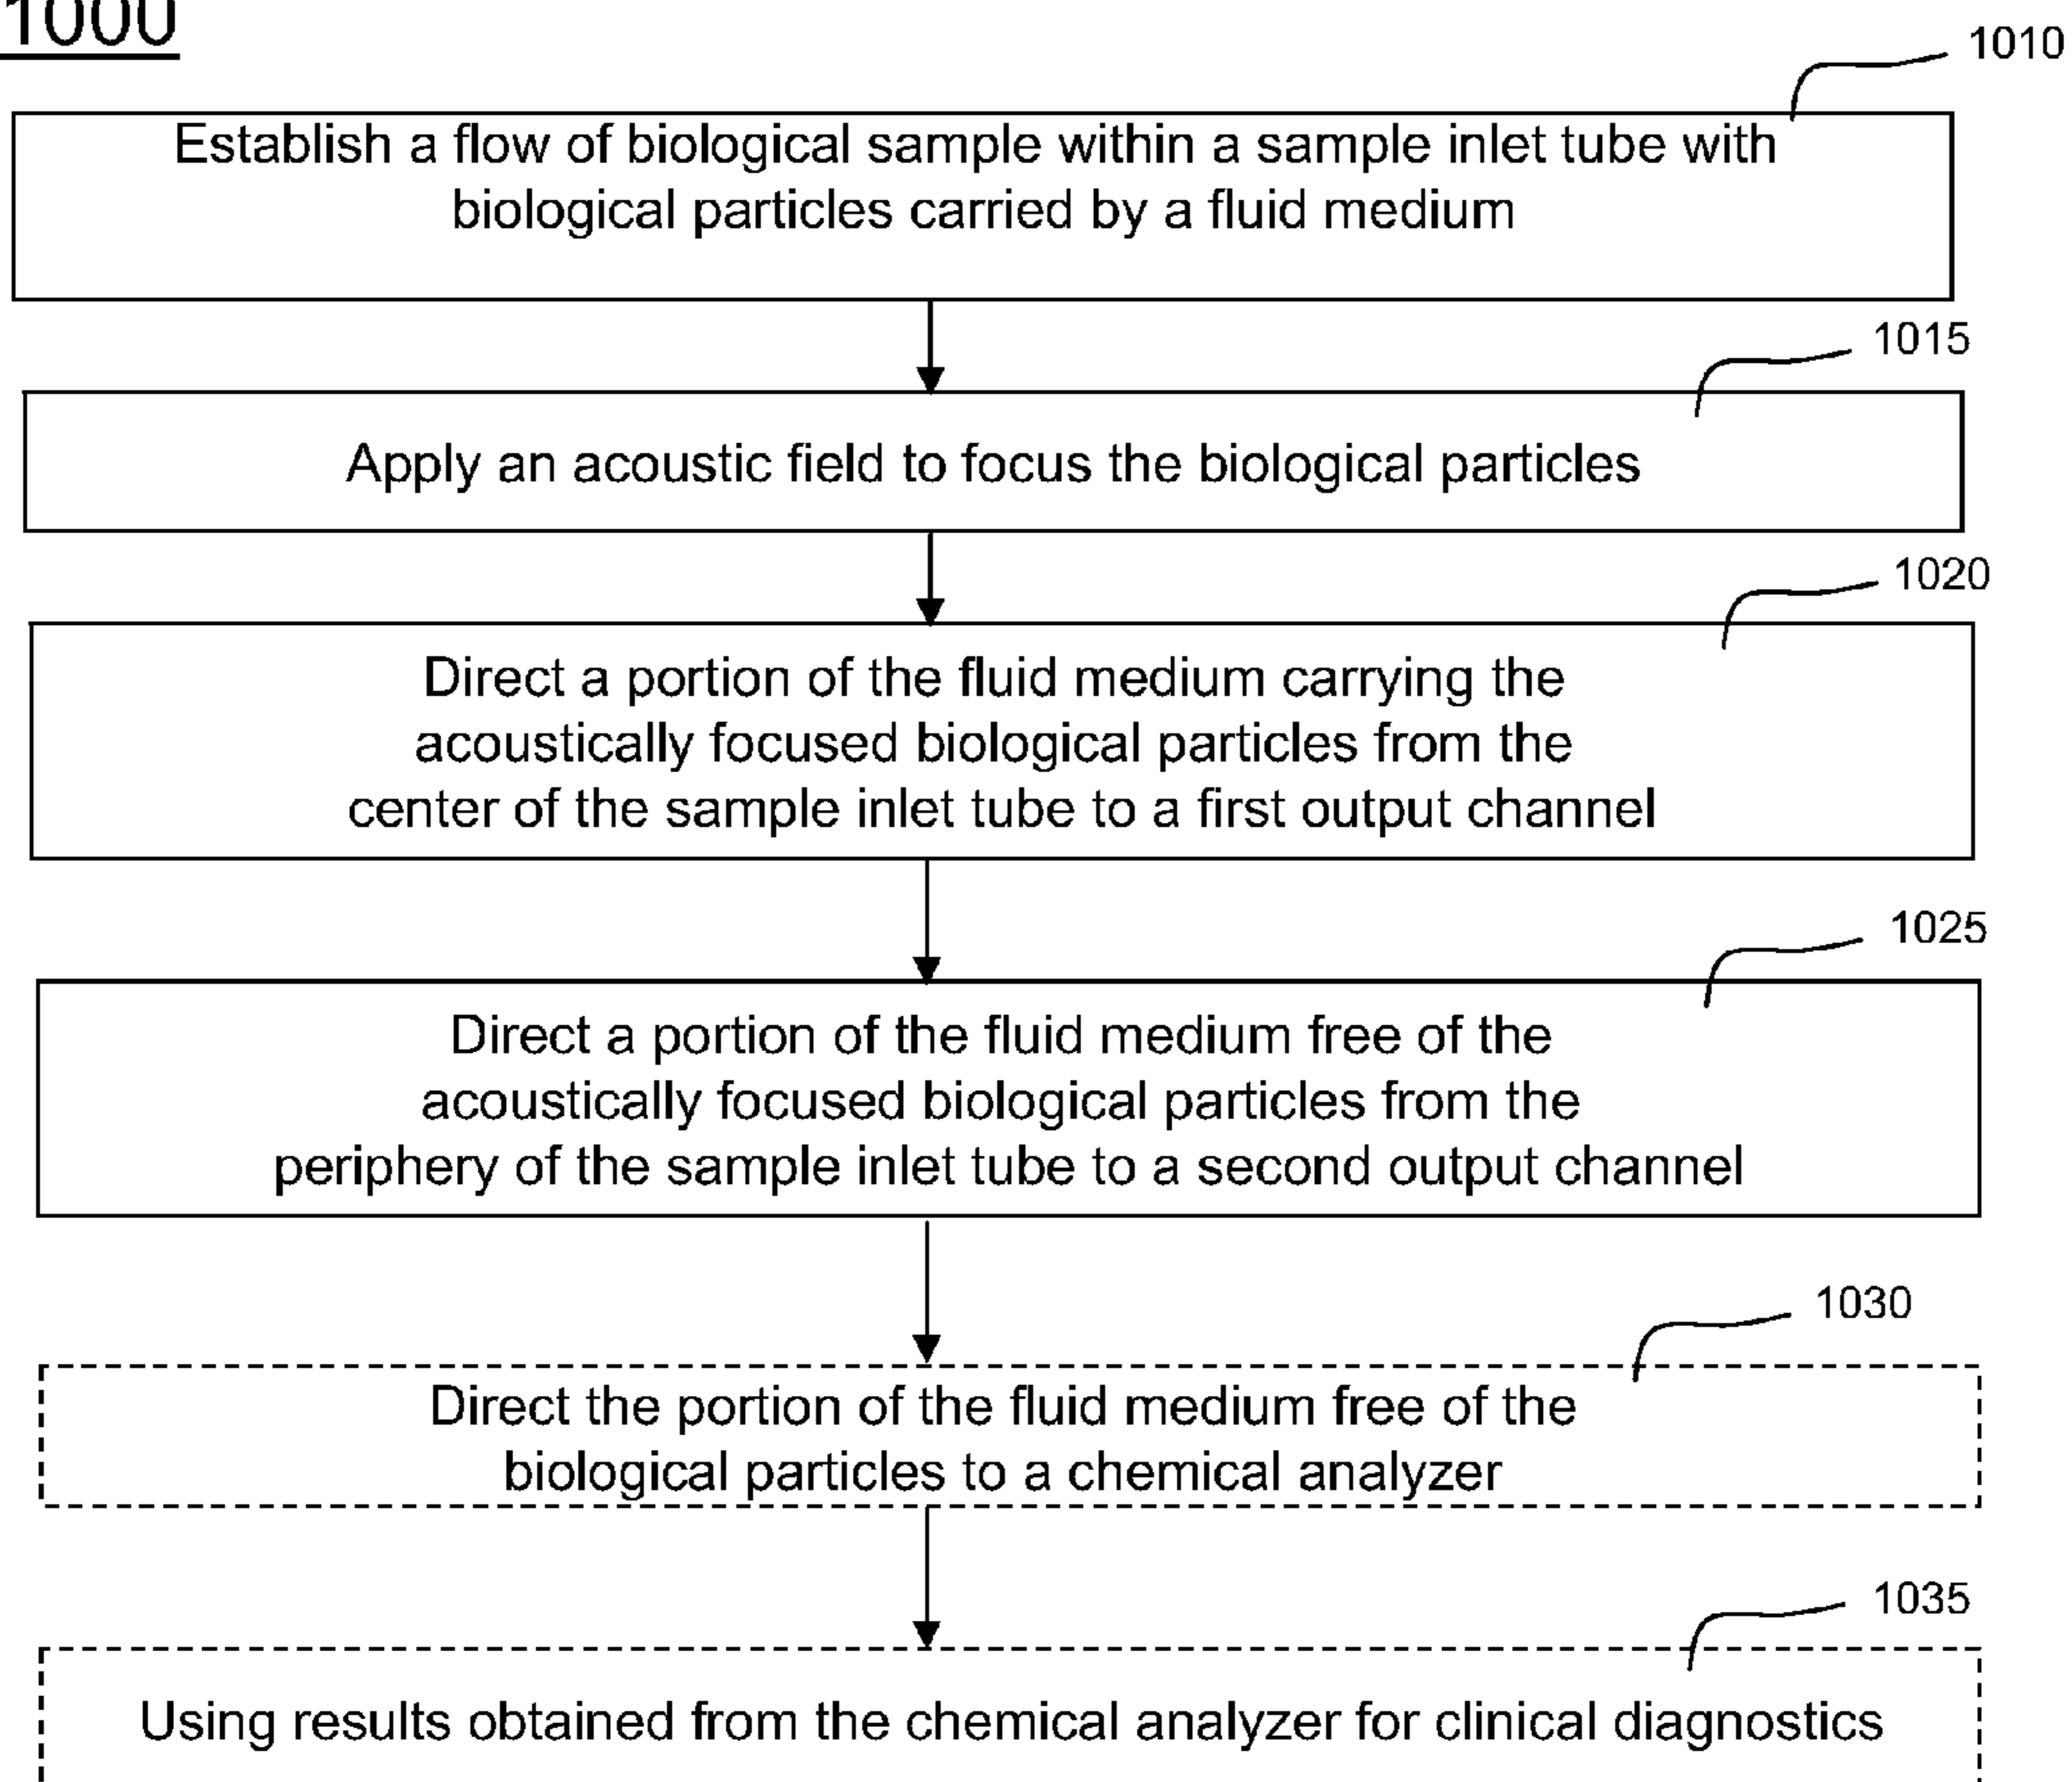 1000
1010
Establish a flow of biological sample within a sample inlet tube with
biological particles carried by a fluid medium
1015
Apply an acoustic field to focus the biological particles
1020
Direct a portion of the fluid medium carrying the
acoustically focused biological particles from the
center of the sample inlet tube to a first output channel
1025
Direct a portion of the fluid medium free of the
acoustically focused biological particles from the
periphery of the sample inlet tube to a second output channel
1030
Direct the portion of the fluid medium free of the
biological particles to a chemical analyzer
1035
Using results obtained from the chemical analyzer for clinical diagnostics